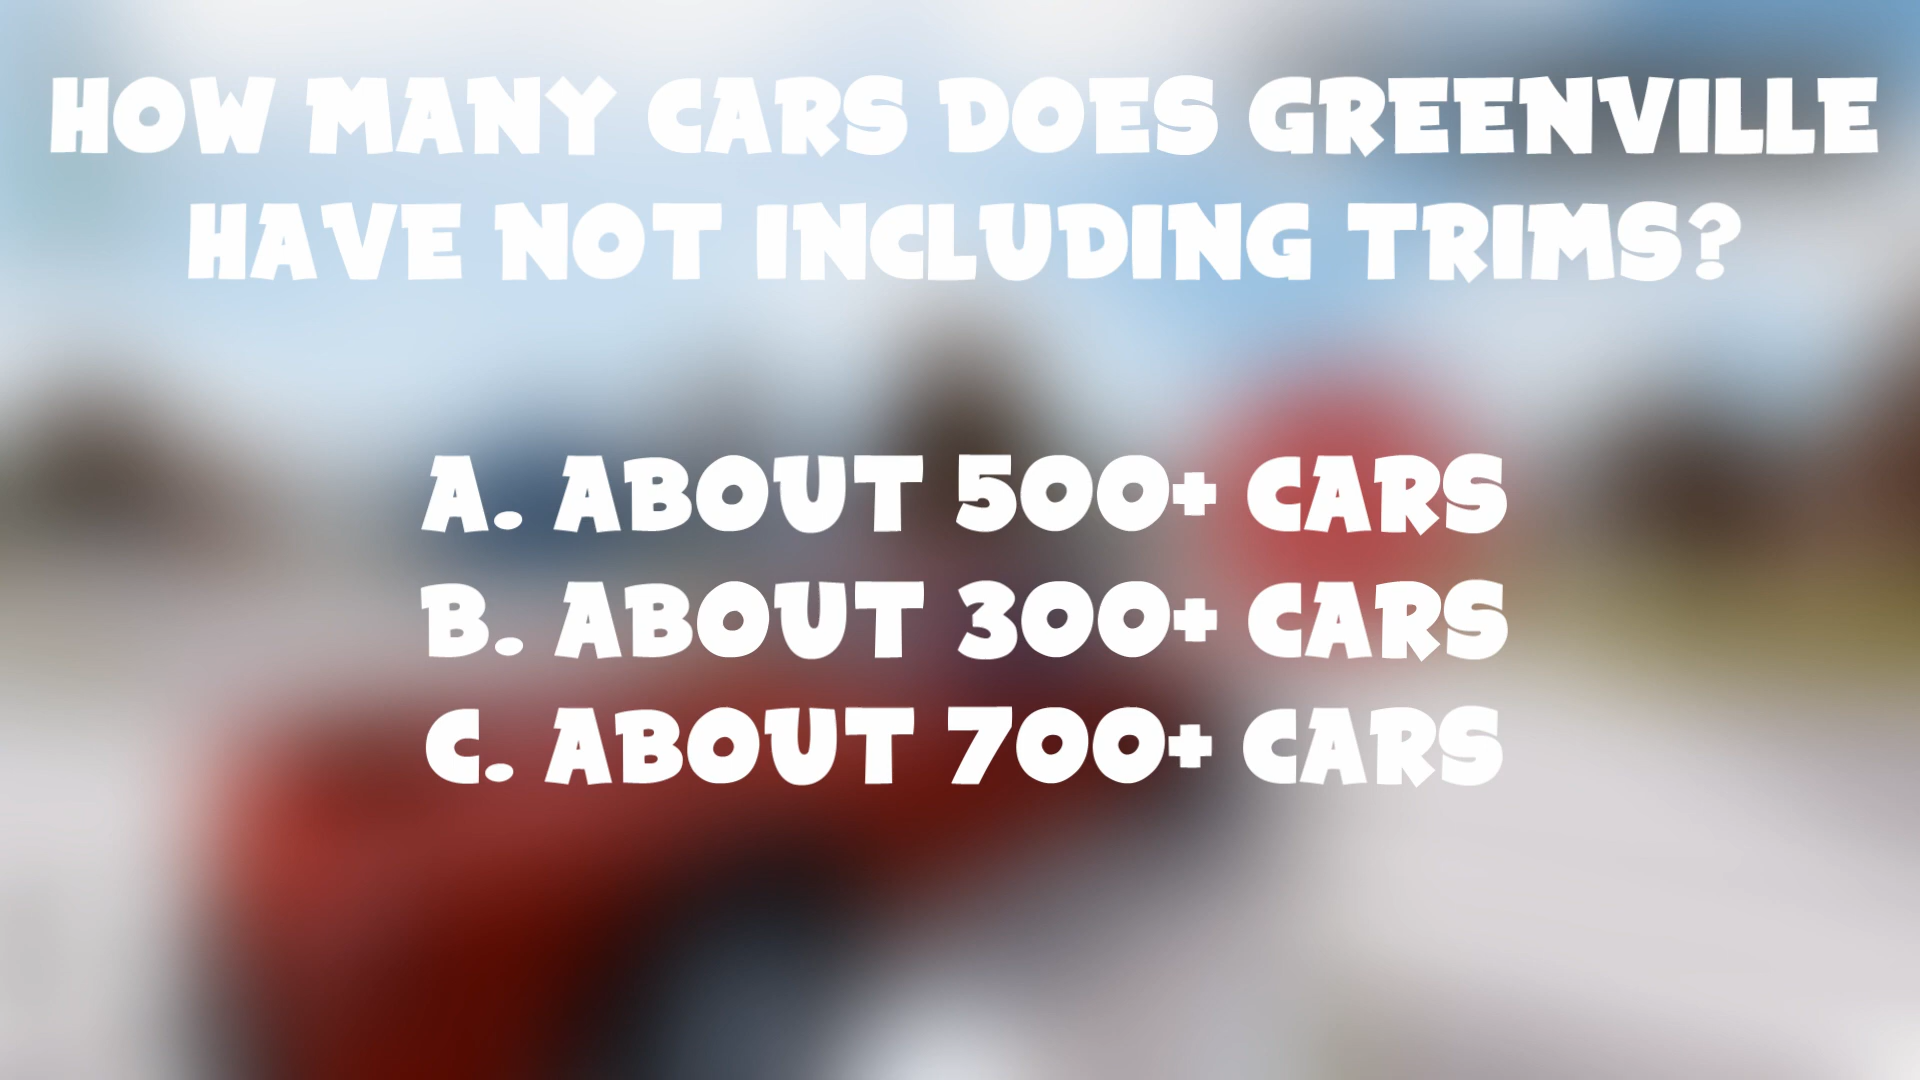 HOW MANY CARS DOES GREENVILLE
HAVE NOT INCLUDING TRIMS?
A. ABOUT 500+ CARS
B. ABOUT 300+ CARS
C. ABOUT 700+ CARS